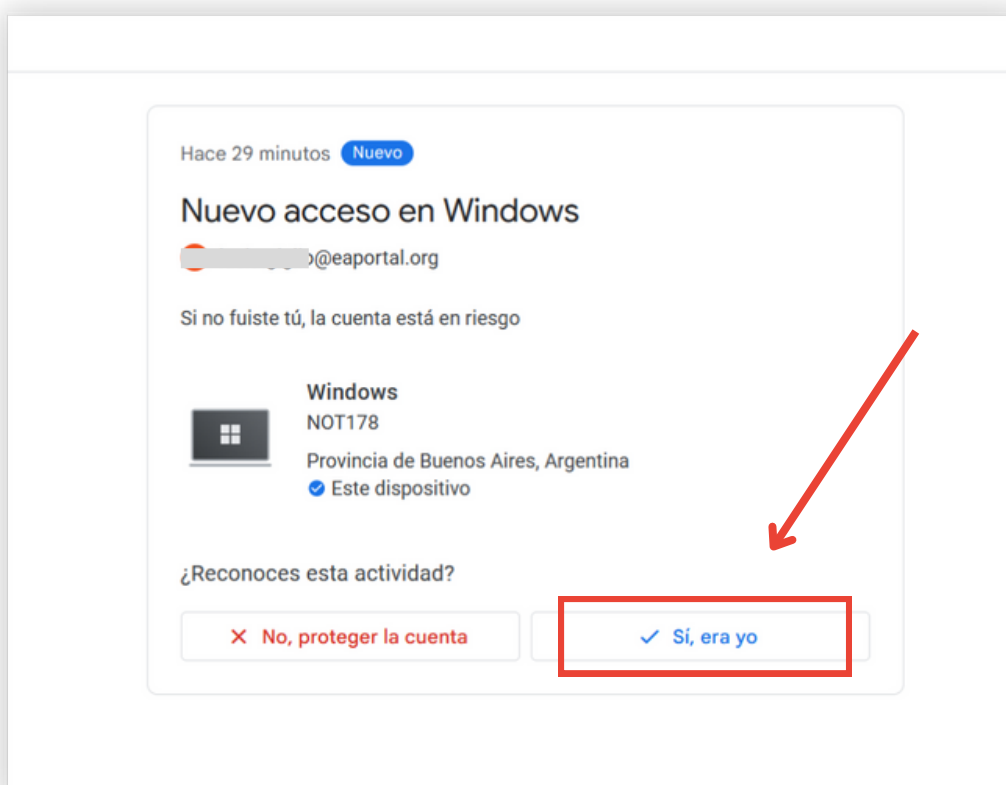 Hace 29 minutos Nuevo
Nuevo acceso en Windows
@eaportal.org
Si no fuiste tú, la cuenta está en riesgo
Windows
NOT178
Provincia de Buenos Aires, Argentina
Este dispositivo
¿Reconoces esta actividad?
No, proteger la cuenta
Sí, era yo